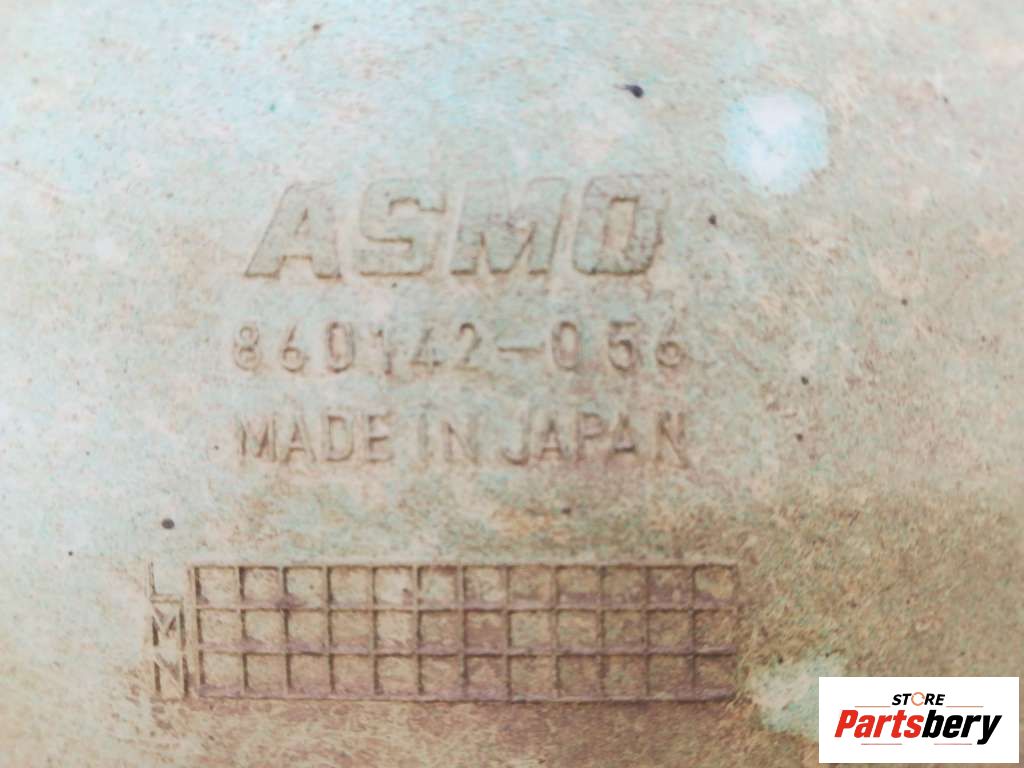 ASMO
860142-056
MADE IN JAPAN
L
M
N
STORE
Partsbery